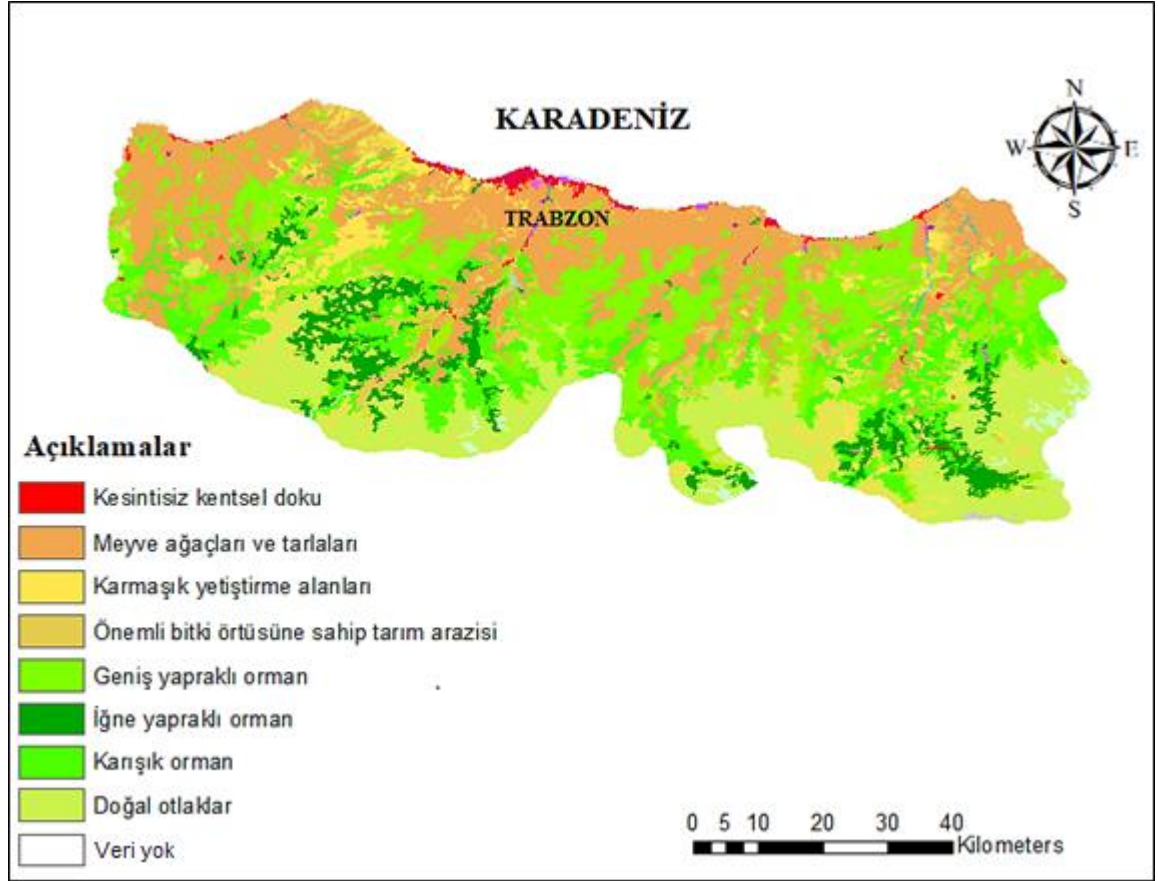 KARADENİZ
N
W
E
S
TRABZON
Açıklamalar
Kesintisiz kentsel doku
Meyve ağaçları ve tarlaları
Karmaşık yetiştirme alanları
Önemli bitki örtüsüne sahip tarım arazisi
Geniş yapraklı orman
İğne yapraklı orman
Karışık orman
Doğal otlaklar
Veri yok
0 5 10 20 30 40
Kilometers